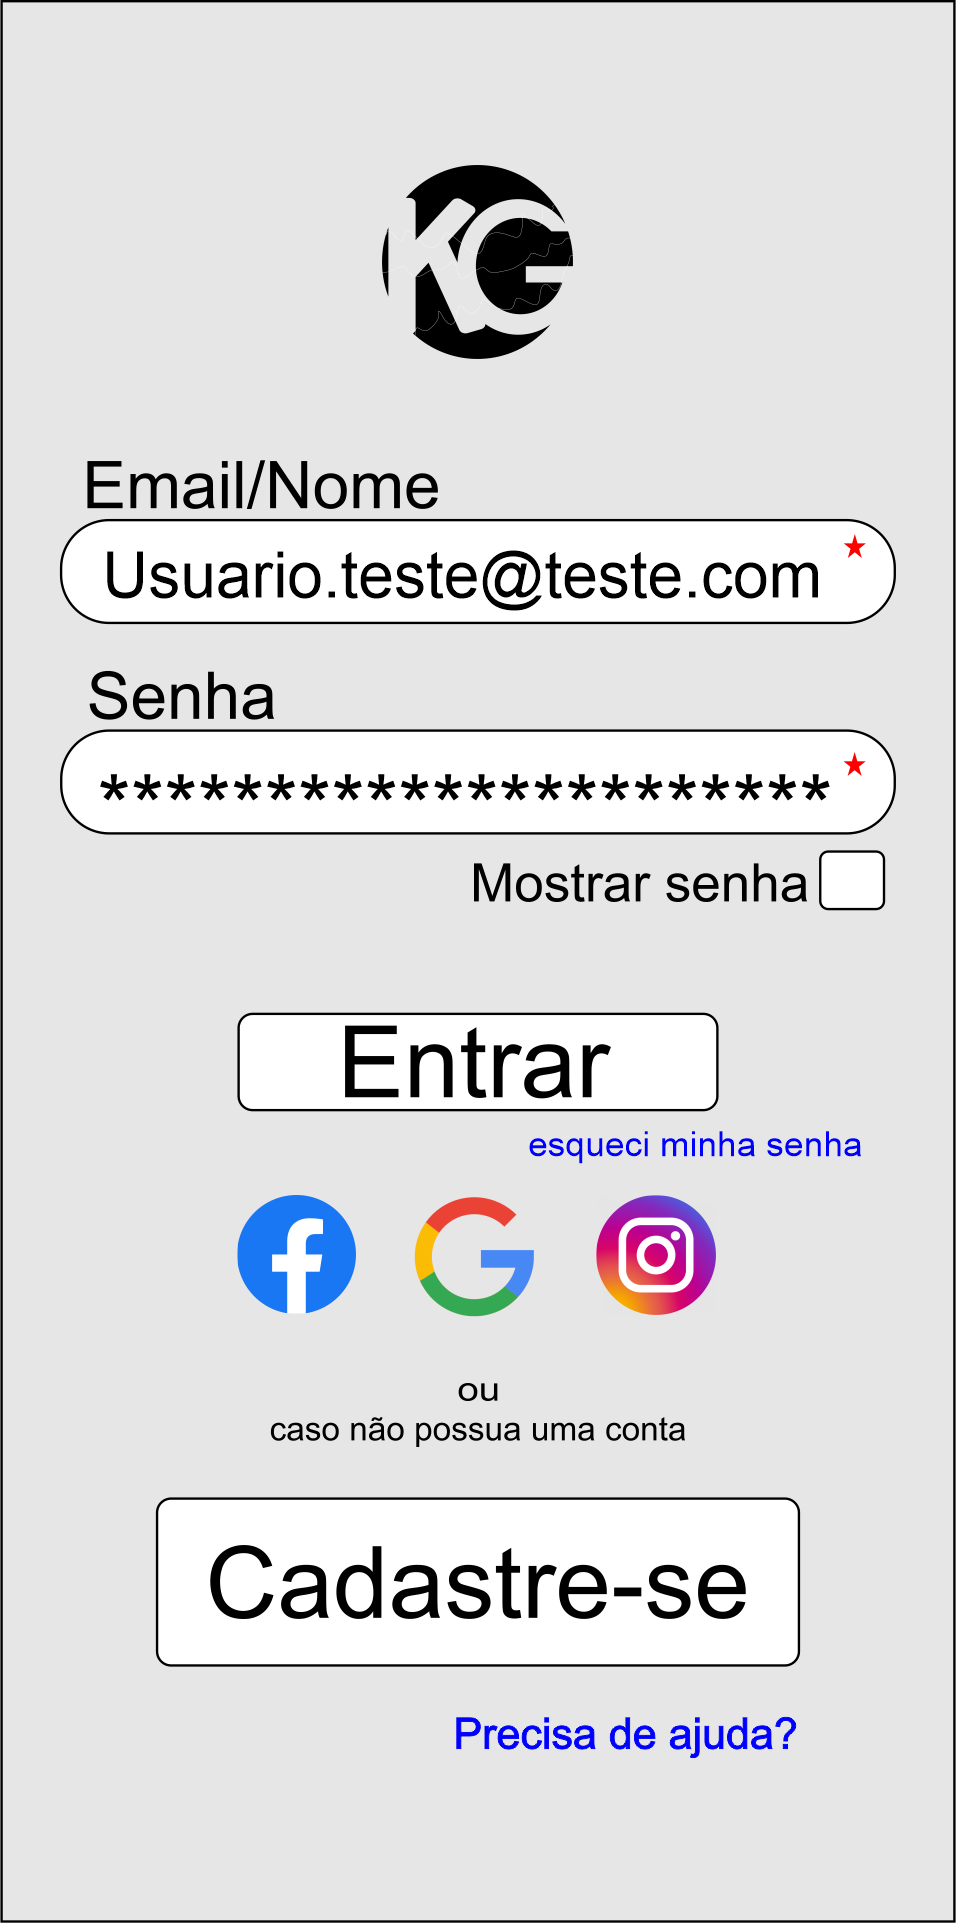 KG
Email/Nome
Usuario.teste@teste.com
Senha
**********************
Mostrar senha
Entrar
esqueci minha senha
ou
caso não possua uma conta
Cadastre-se
Precisa de ajuda?